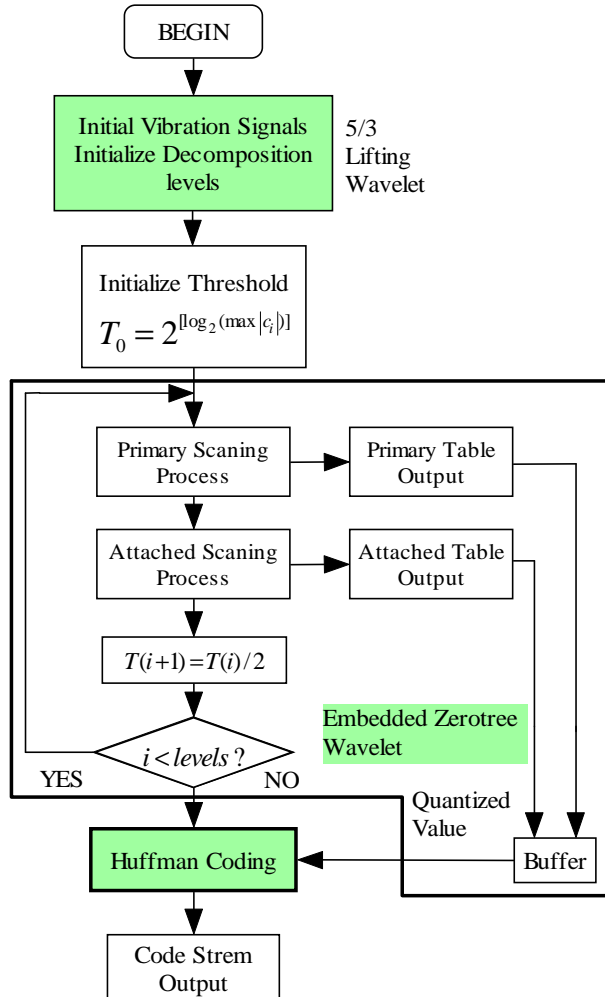 BEGIN
Initial Vibration Signals
Initialize Decomposition
levels
5/3
Lifting
Wavelet
Initialize Threshold
T₀ = 2^[log₂(max|cᵢ|)]
Primary Scaning
Process
Primary Table
Output
Attached Scaning
Process
Attached Table
Output
T(i+1)=T(i)/2
Embedded Zerotree
Wavelet
i<levels?
YES
NO
Quantized
Value
Huffman Coding
Buffer
Code Strem
Output